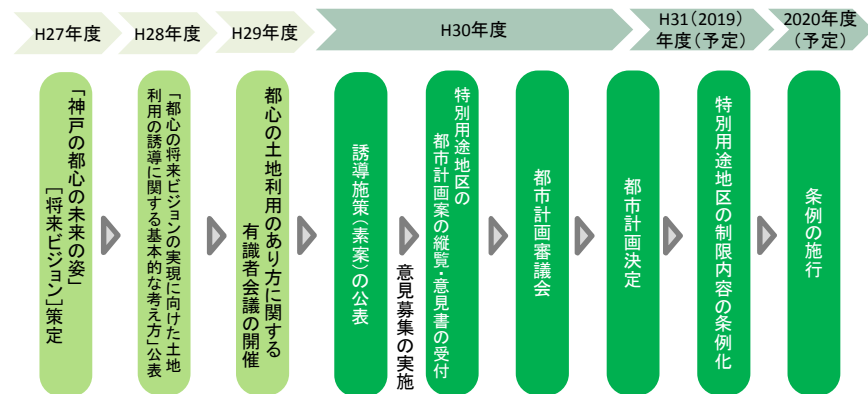 H27年度
H28年度
H29年度
H30年度
H31(2019)
年度(予定)
2020年度
(予定)
「神戸の都心の未来の姿」
[将来ビジョン]策定
「都心の将来ビジョンの実現に向けた土地
利用の誘導に関する基本的な考え方」公表
都心の土地利用のあり方に関する
有識者会議の開催
誘導施策(素案)の公表
意見募集の実施
特別用途地区の
都市計画案の縦覧・意見書の受付
都市計画審議会
都市計画決定
特別用途地区の制限内容の条例化
条例の施行